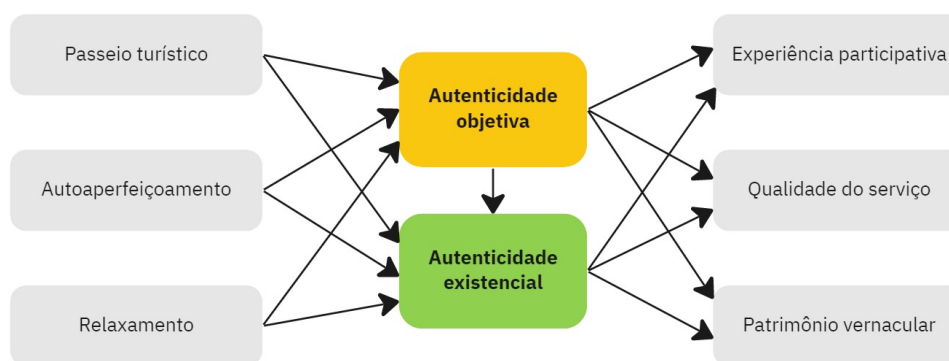 Passeio turístico
Autoaperfeiçoamento
Relaxamento
Autenticidade
objetiva
Autenticidade
existencial
Experiência participativa
Qualidade do serviço
Patrimônio vernacular